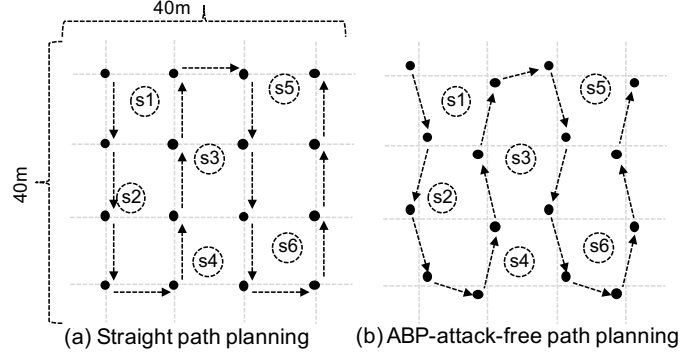 40m
40m
s1
s5
s3
s2
s4
s6
(a) Straight path planning
s1
s5
s3
s2
s4
s6
(b) ABP-attack-free path planning